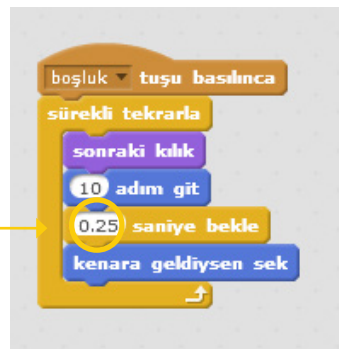 boşluk tuşu basılınca
sürekli tekrarla
sonraki kılık
10 adım git
0.25 saniye bekle
kenara geldiysen sek